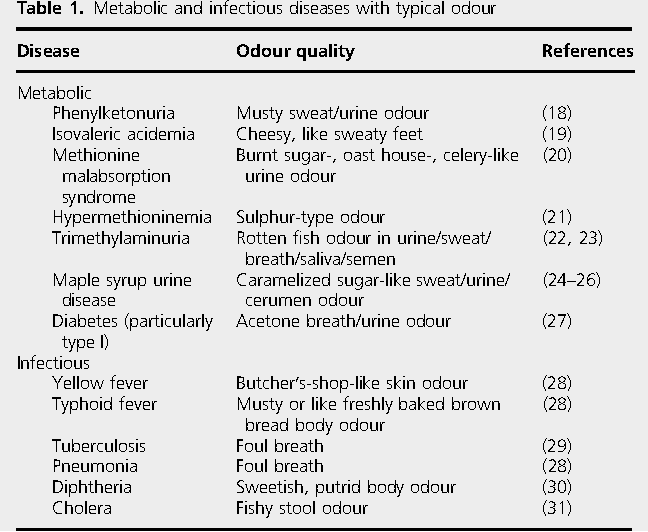 Table 1. Metabolic and infectious diseases with typical odour
Disease Odour quality References
Metabolic
Phenylketonuria Musty sweat/urine odour (18)
Isovaleric acidemia Cheesy, like sweaty feet (19)
Methionine Burnt sugar-, oast house-, celery-like (20)
malabsorption urine odour
syndrome
Hypermethioninemia Sulphur-type odour (21)
Trimethylaminuria Rotten fish odour in urine/sweat/ (22, 23)
breath/saliva/semen
Maple syrup urine Caramelized sugar-like sweat/urine/ (24–26)
disease cerumen odour
Diabetes (particularly Acetone breath/urine odour (27)
type I)
Infectious
Yellow fever Butcher's-shop-like skin odour (28)
Typhoid fever Musty or like freshly baked brown (28)
bread body odour
Tuberculosis Foul breath (29)
Pneumonia Foul breath (28)
Diphtheria Sweetish, putrid body odour (30)
Cholera Fishy stool odour (31)